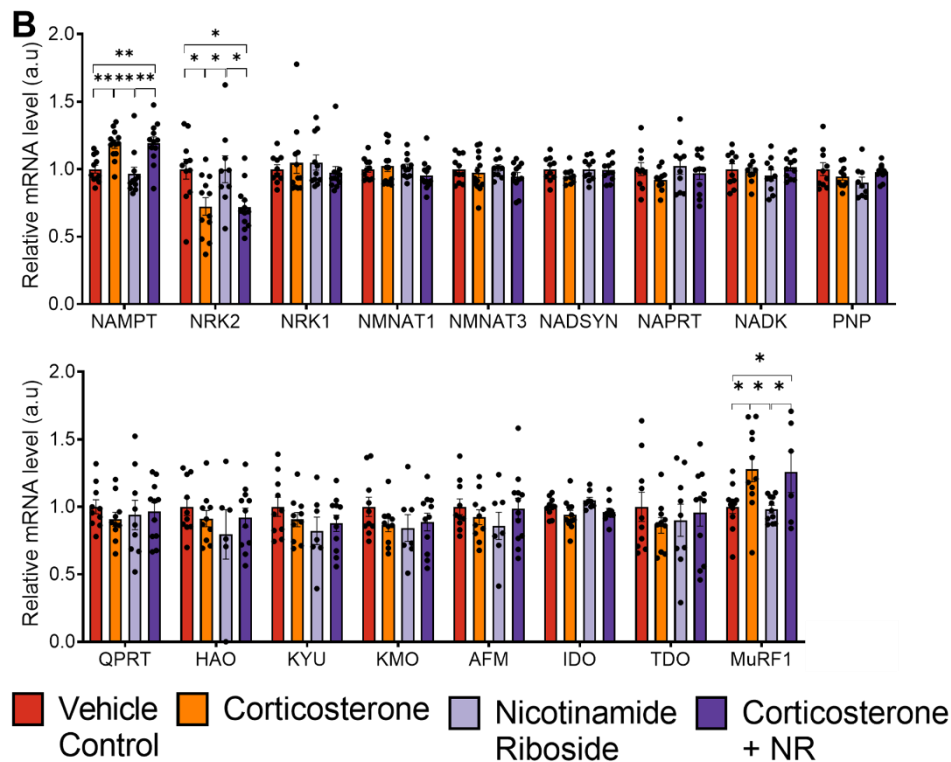 B
Relative mRNA level (a.u)
2.0
1.5
1.0
0.5
0.0
**
** ** **
*
* * *
NAMPT NRK2 NRK1 NMNAT1 NMNAT3 NADSYN NAPRT NADK PNP
Relative mRNA level (a.u)
2.0
1.5
1.0
0.5
0.0
*
* * *
QPRT HAO KYU KMO AFM IDO TDO MuRF1
Vehicle Control
Corticosterone
Nicotinamide Riboside
Corticosterone + NR